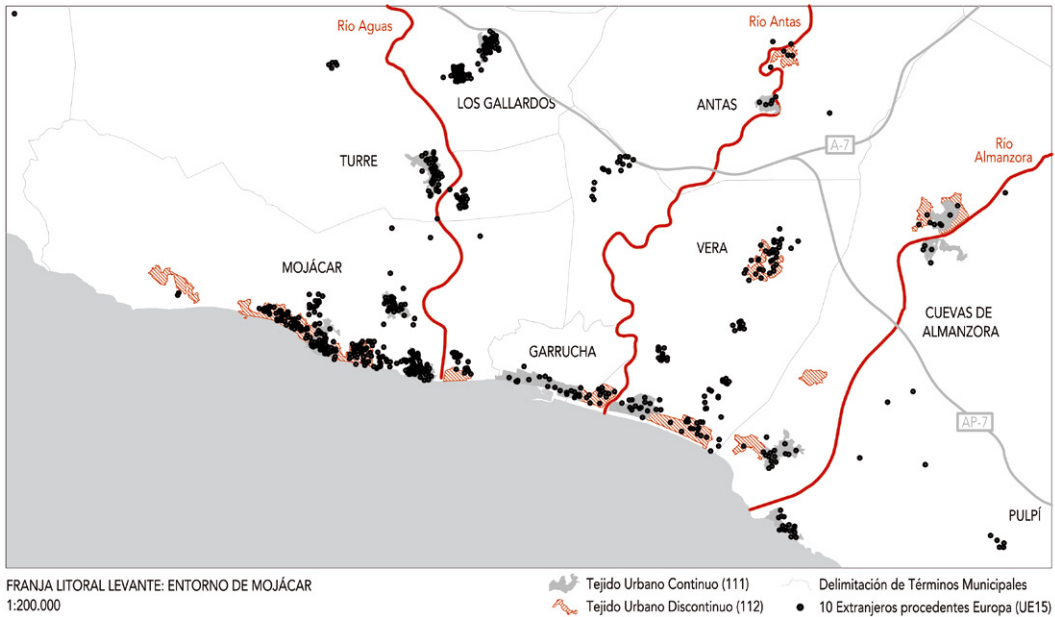 Río Aguas
Río Antas
LOS GALLARDOS
ANTAS
A-7
Río
Almanzora
TURRE
VERA
MOJÁCAR
CUEVAS DE
ALMANZORA
GARRUCHA
AP-7
PULPÍ
FRANJA LITORAL LEVANTE: ENTORNO DE MOJÁCAR
1:200.000
Tejido Urbano Continuo (111)
Tejido Urbano Discontinuo (112)
Delimitación de Términos Municipales
10 Extranjeros procedentes Europa (UE15)